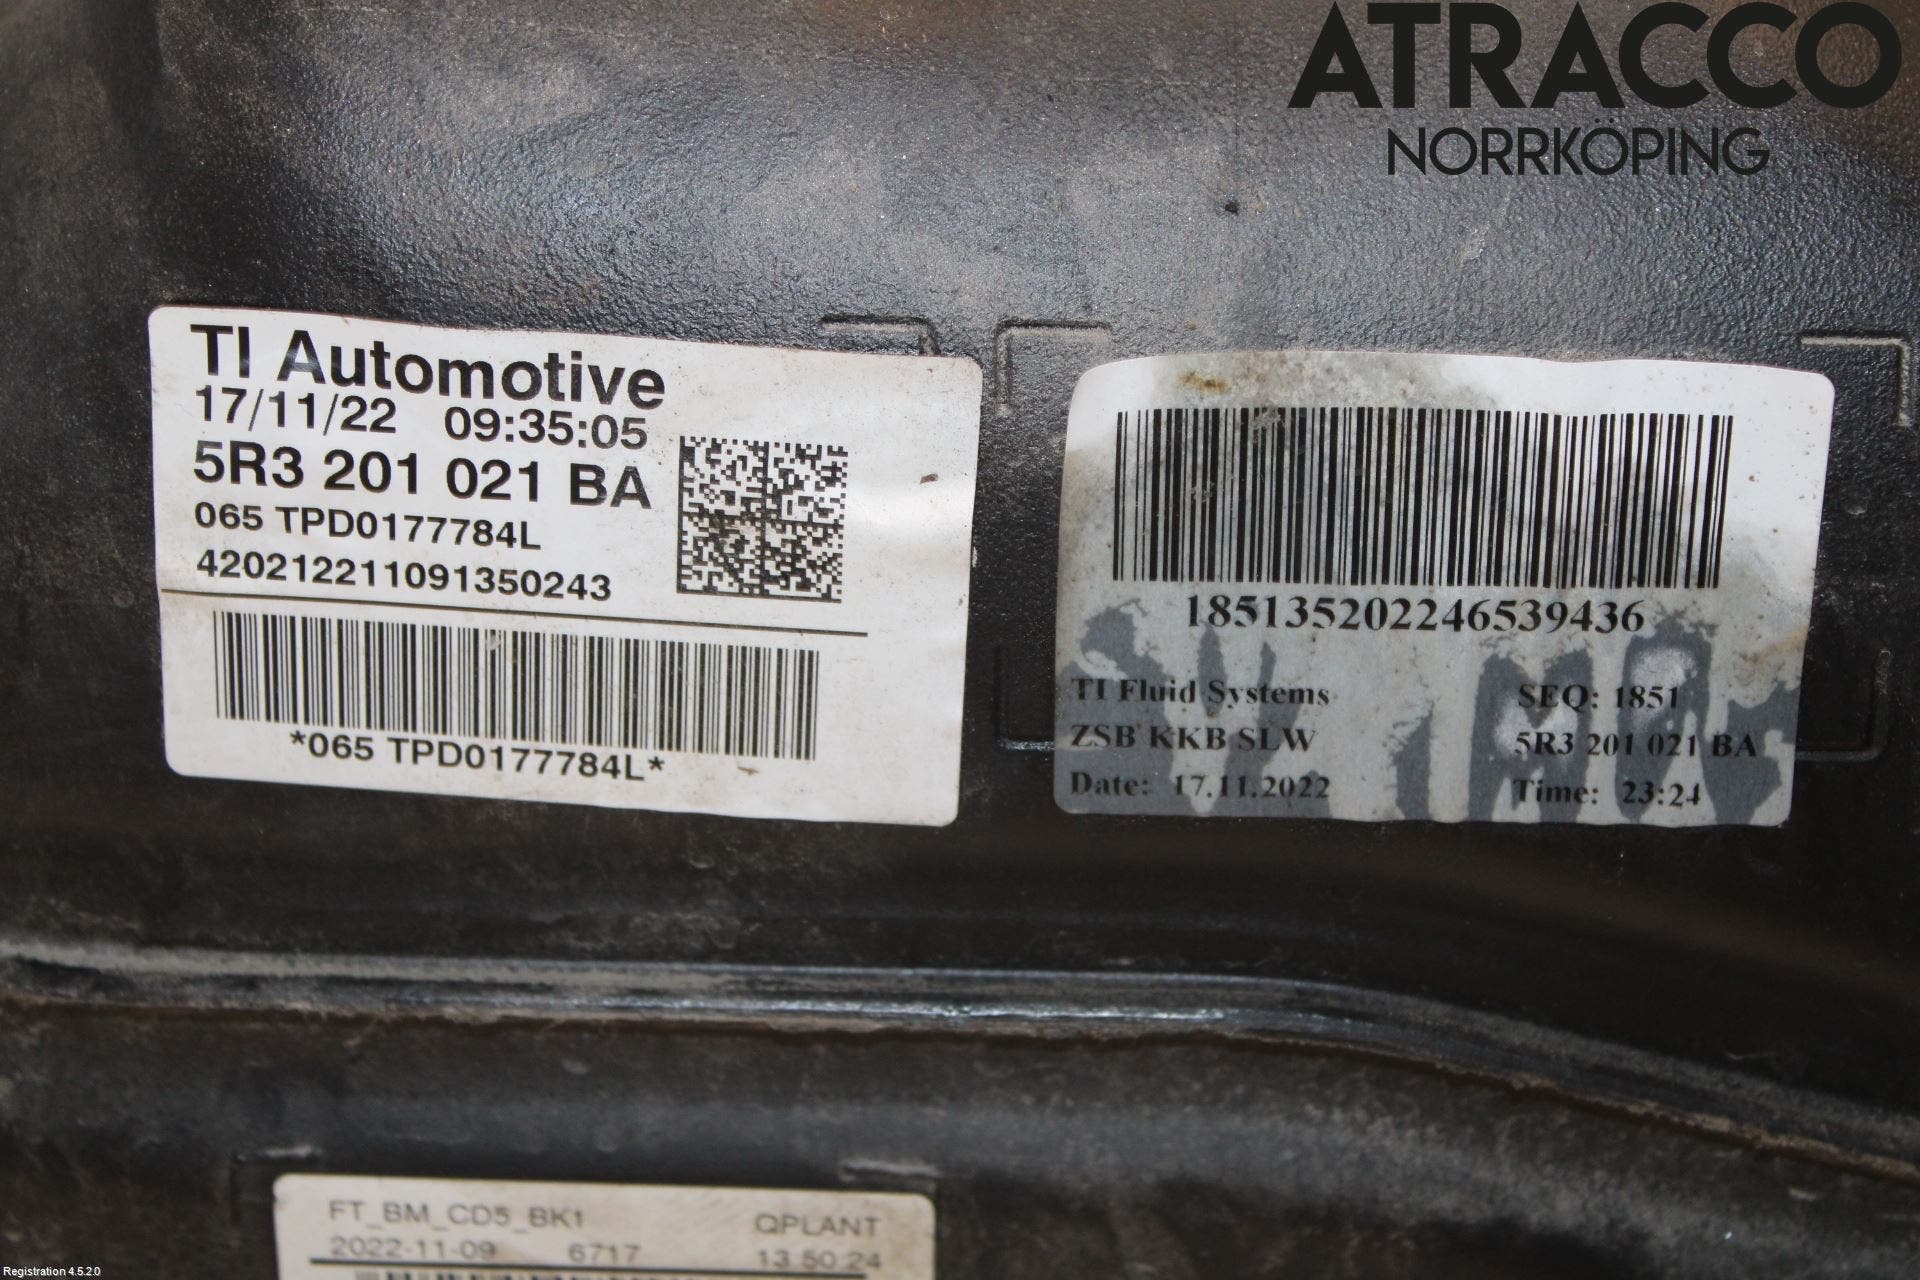 ATRACCO
NORRKÖPING
TI Automotive
17/11/22 09:35:05
5R3 201 021 BA
065 TPD0177784L
420212211091350243
*065 TPD0177784L*
185135202246539436
TI Fluid Systems SEQ: 1851
ZSB KKB SLW 5R3 201 021 BA
Date: 17.11.2022 Time: 23:24
FT_BM_CD5_BK1 QPLANT
2022-11-09 6717 13:50:24
Registration 4.5.2.0